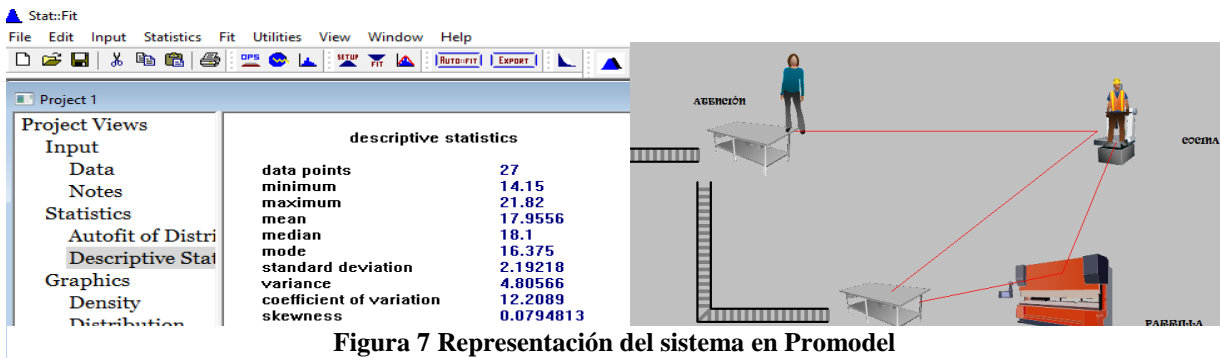 Stat::Fit
File Edit Input Statistics Fit Utilities View Window Help
OPS SETUP FIT AUTO::FIT EXPORT
Project 1
Project Views
Input
Data
Notes
Statistics
Autofit of Distri
Descriptive Stat
Graphics
Density
Distribution
descriptive statistics
data points 27
minimum 14.15
maximum 21.82
mean 17.9556
median 18.1
mode 16.375
standard deviation 2.19218
variance 4.80566
coefficient of variation 12.2089
skewness 0.0794813
ATENCIÓN
COCINA
PARRILLA
Figura 7 Representación del sistema en Promodel